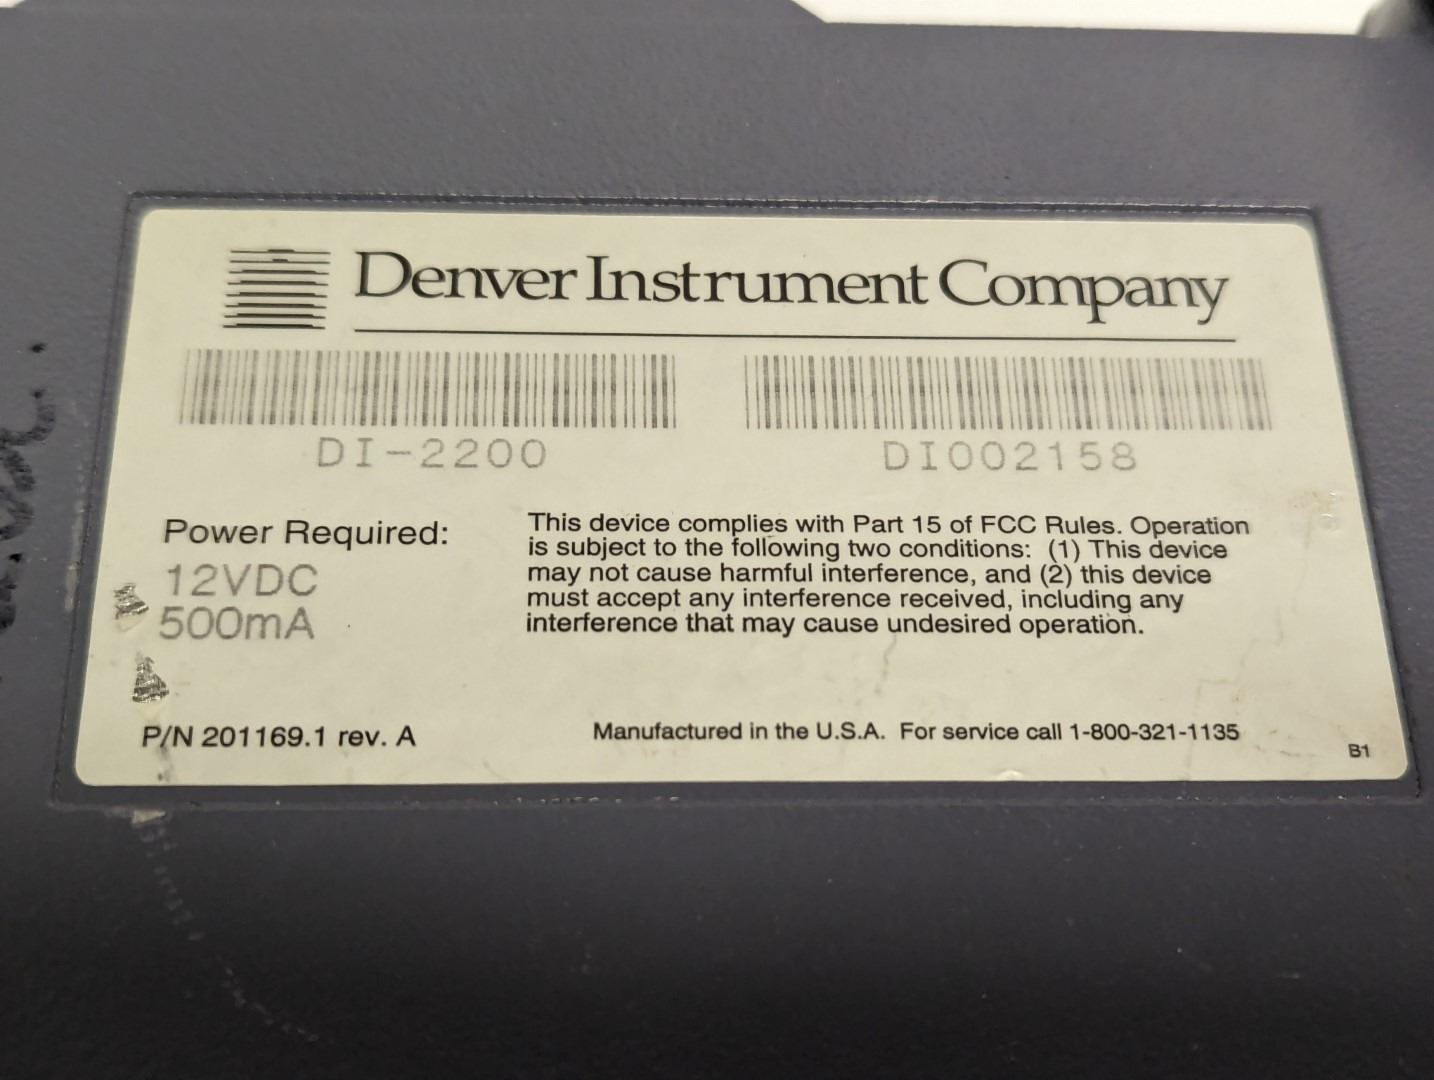 Denver Instrument Company
DI-2200
DI002158
Power Required:
12VDC
500mA
This device complies with Part 15 of FCC Rules. Operation
is subject to the following two conditions: (1) This device
may not cause harmful interference, and (2) this device
must accept any interference received, including any
interference that may cause undesired operation.
P/N 201169.1 rev. A
Manufactured in the U.S.A. For service call 1-800-321-1135
B1